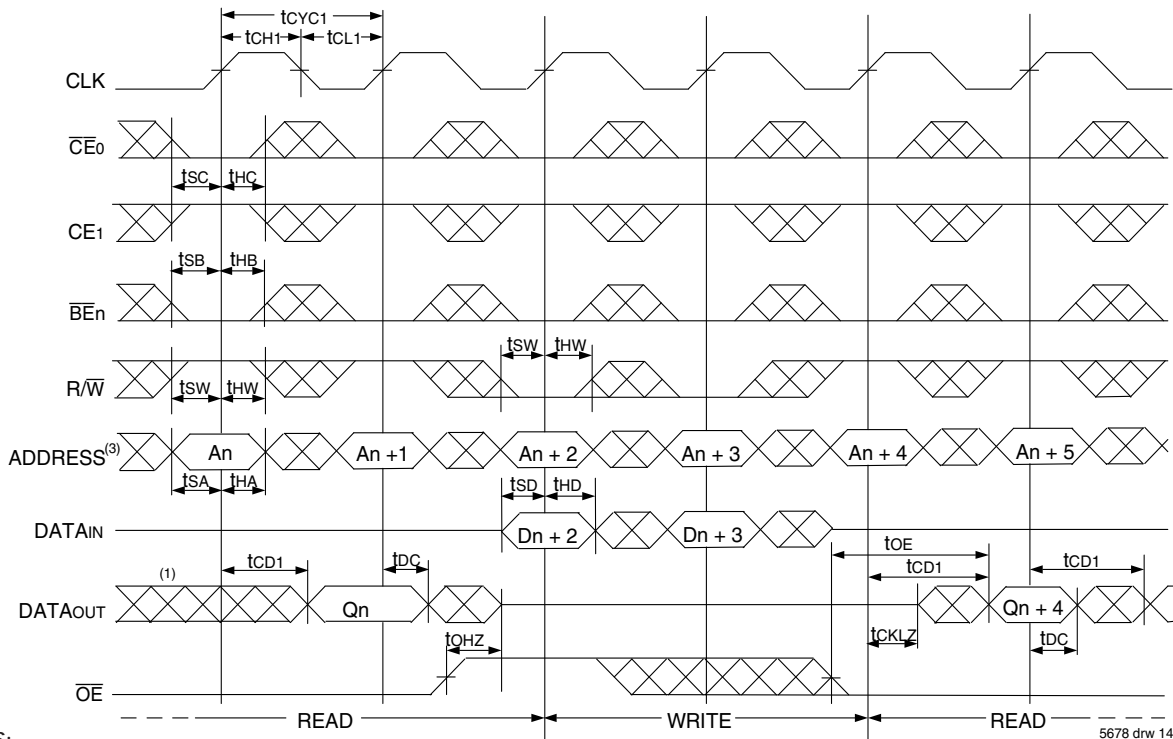 tCYC1
tCH1 tCL1
CLK
CE0
tSC tHC
CE1
tSB tHB
BEn
tSW tHW
R/W
tSW tHW
ADDRESS(3) An An +1 An + 2 An + 3 An + 4 An + 5
tSA tHA
tSD tHD
DATAIN Dn + 2 Dn + 3
tOE
tCD1 tDC tCD1 tCD1
(1)
DATAOUT Qn Qn + 4
tOHZ tCKLZ tDC
OE
READ WRITE READ
5678 drw 14